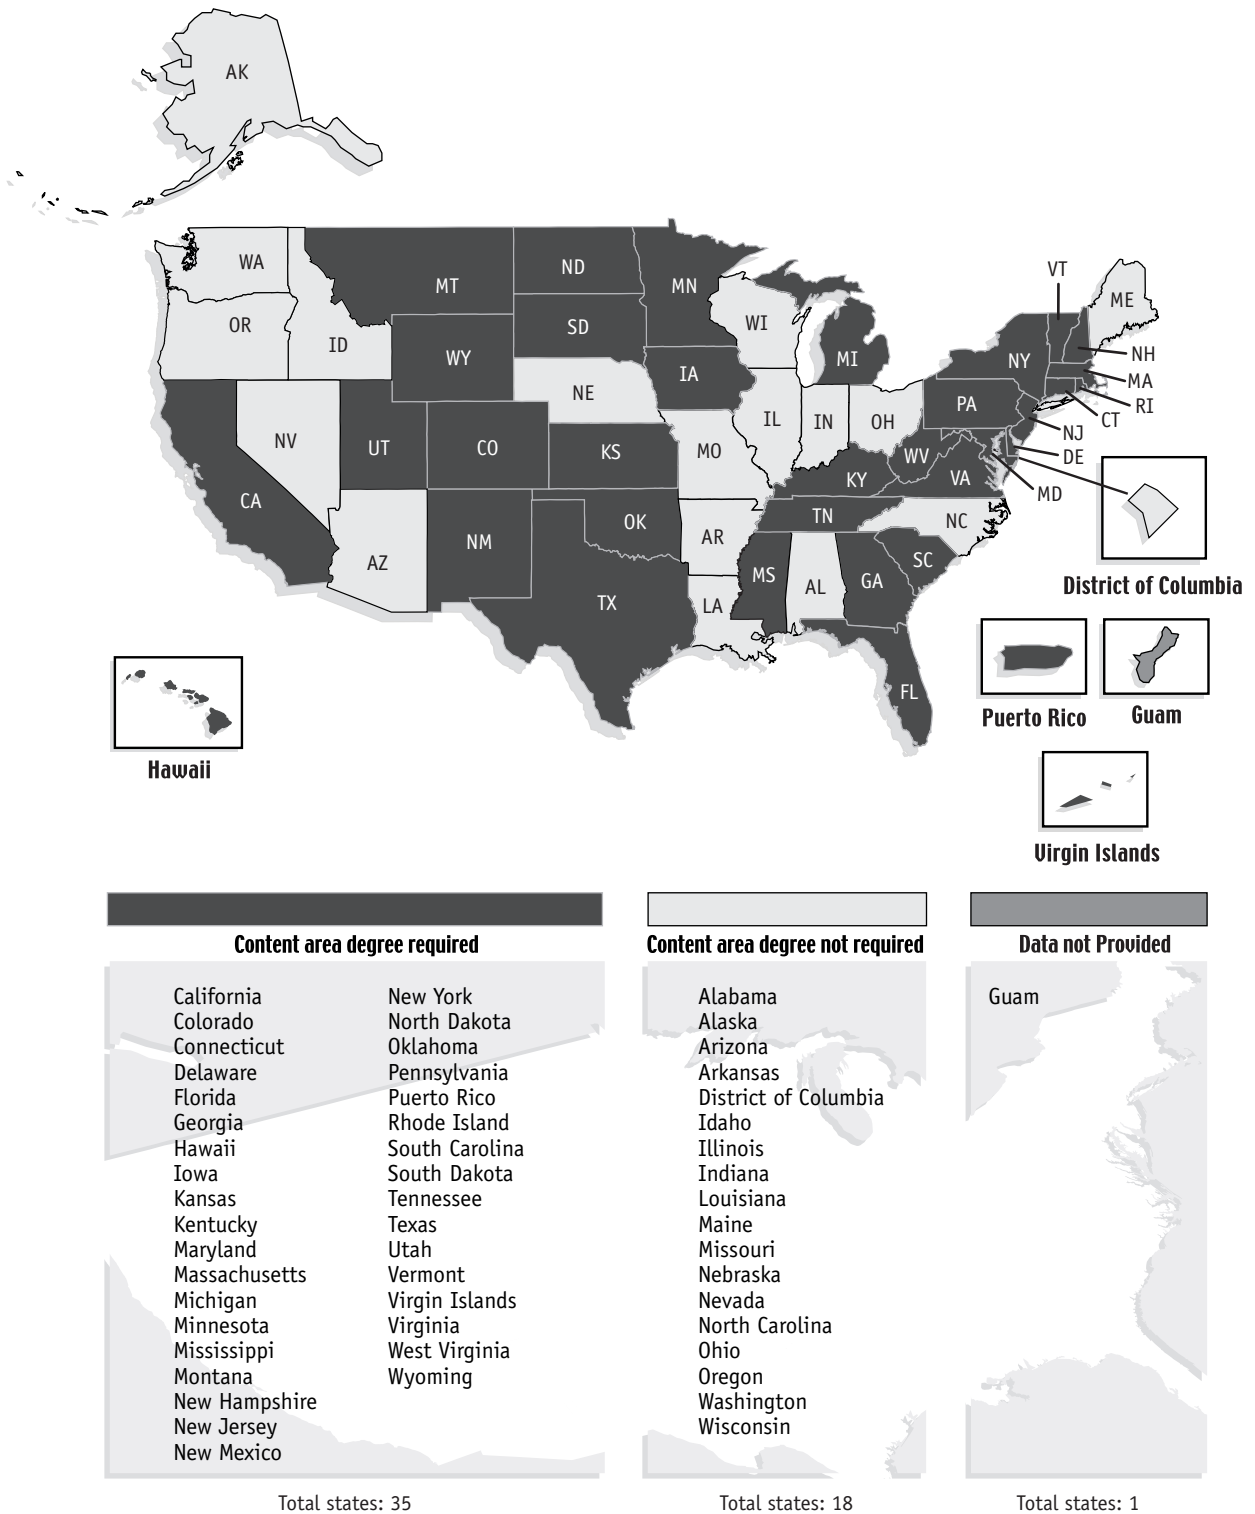 AK
WA
MT
ND
MN
VT
ME
OR
ID
SD
WI
WY
MI
NY
NH
MA
IA
RI
NE
PA
CT
NV
UT
CO
IL
IN
OH
NJ
KS
MO
WV
DE
CA
KY
VA
MD
OK
TN
NC
AZ
NM
AR
SC
TX
MS
AL
GA
District of Columbia
LA
FL
Puerto Rico
Guam
Hawaii
Virgin Islands
Content area degree required
California
Colorado
Connecticut
Delaware
Florida
Georgia
Hawaii
Iowa
Kansas
Kentucky
Maryland
Massachusetts
Michigan
Minnesota
Mississippi
Montana
New Hampshire
New Jersey
New Mexico
New York
North Dakota
Oklahoma
Pennsylvania
Puerto Rico
Rhode Island
South Carolina
South Dakota
Tennessee
Texas
Utah
Vermont
Virgin Islands
Virginia
West Virginia
Wyoming
Total states: 35
Content area degree not required
Alabama
Alaska
Arizona
Arkansas
District of Columbia
Idaho
Illinois
Indiana
Louisiana
Maine
Missouri
Nebraska
Nevada
North Carolina
Ohio
Oregon
Washington
Wisconsin
Total states: 18
Data not Provided
Guam
Total states: 1